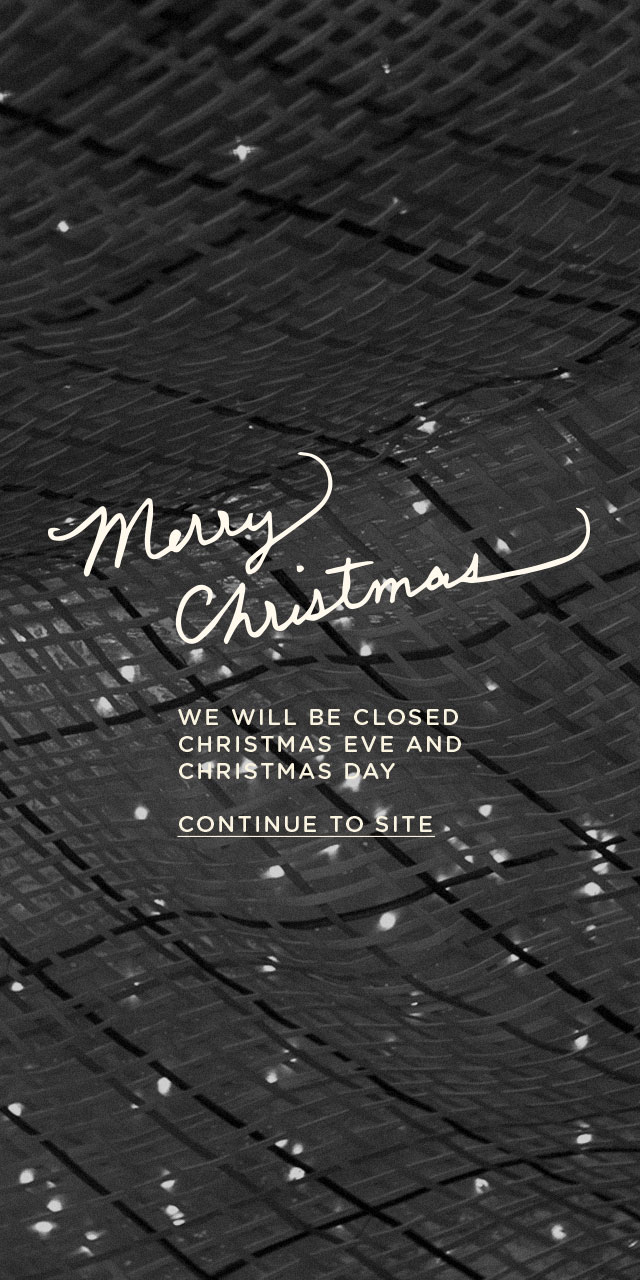 Merry
Christmas
WE WILL BE CLOSED
CHRISTMAS EVE AND
CHRISTMAS DAY
CONTINUE TO SITE